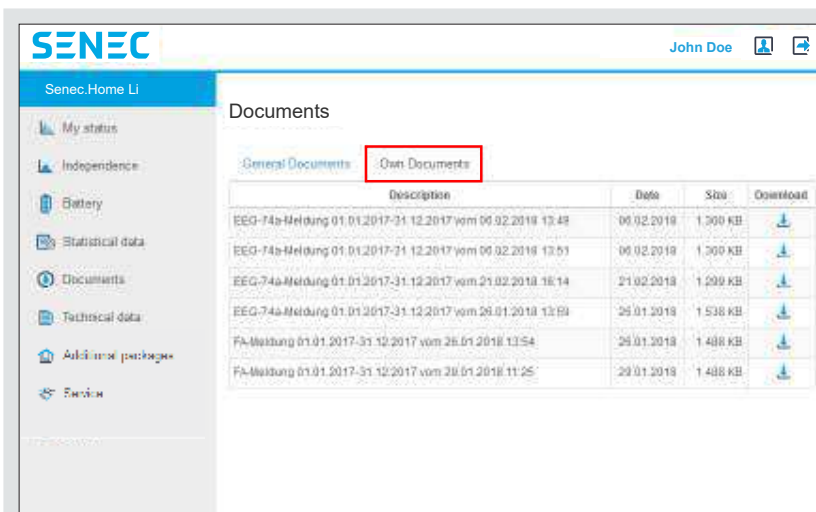 SENEC
John Doe
Senec.Home Li
My status
Independence
Battery
Statistical data
Documents
Technical data
Additional packages
Service
Documents
General Documents Own Documents
Description Date Size Download
EEG-74a-Meldung 01.01.2017-31.12.2017 vom 06.02.2018 13:49 06.02.2018 1.300 KB
EEG-74a-Meldung 01.01.2017-31.12.2017 vom 06.02.2018 13:51 06.02.2018 1.300 KB
EEG-74a-Meldung 01.01.2017-31.12.2017 vom 21.02.2018 16:14 21.02.2018 1.299 KB
EEG-74a-Meldung 01.01.2017-31.12.2017 vom 26.01.2018 26.01.2018 1.538 KB
FA-Meldung 01.01.2017-31.12.2017 vom 26.01.2018 13:54 26.01.2018 1.488 KB
FA-Meldung 01.01.2017-31.12.2017 vom 29.01.2018 11:25 29.01.2018 1.488 KB